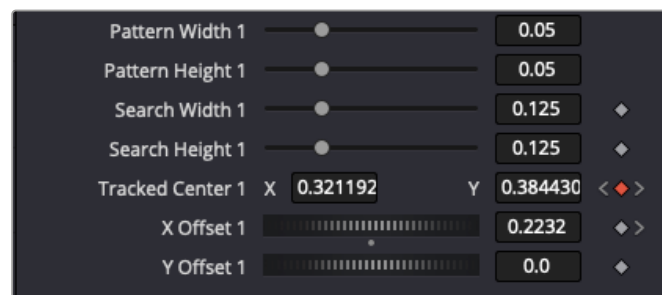 Pattern Width 1 0.05
Pattern Height 1 0.05
Search Width 1 0.125
Search Height 1 0.125
Tracked Center 1 X 0.321192 Y 0.384430
X Offset 1 0.2232
Y Offset 1 0.0